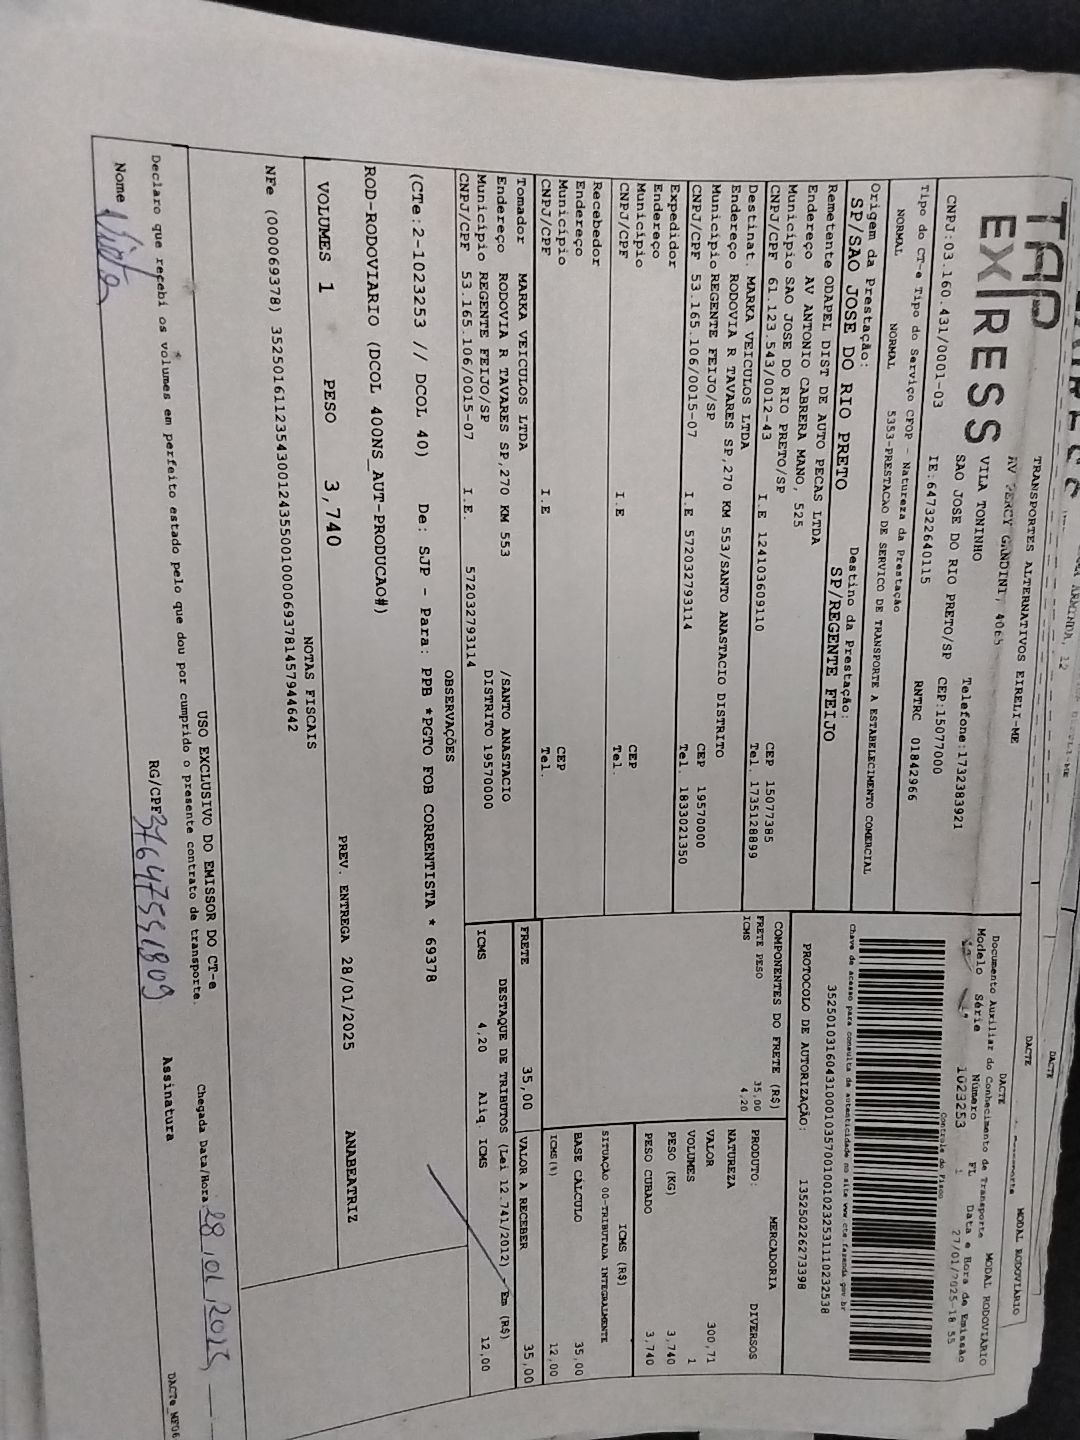 TAP
EXPRESS
TRANSPORTES ALTERNATIVOS EIRELI-ME
AV PERCY GANDINI, 4065
VILA TONINHO
SAO JOSE DO RIO PRETO/SP
Telefone:1732383921
CEP:15077000
CNPJ:03.160.431/0001-03 IE:647322640115 RNTRC 01842966
DACTE MODAL RODOVIARIO
DACTE
Documento Auxiliar do Conhecimento de Transporte MODAL RODOVIARIO
Modelo Série Número FL Data e Hora de Emissão
1023253 1 27/01/2025-18 55
Controle do Fisco
Tipo do CT-e Tipo do Serviço CFOP - Natureza da Prestação
NORMAL NORMAL 5353-PRESTACAO DE SERVICO DE TRANSPORTE A ESTABELECIMENTO COMERCIAL
Chave de acesso para consulta de autenticidade no site www.cte.fazenda.gov.br
35250103160431000103570010010232531110232538
PROTOCOLO DE AUTORIZAÇÃO: 135250226273398
Origem da Prestação: Destino da Prestação:
SP/SAO JOSE DO RIO PRETO SP/REGENTE FEIJO
Remetente ODAPEL DIST DE AUTO PECAS LTDA
Endereço AV ANTONIO CABRERA MANO, 525
Município SAO JOSE DO RIO PRETO/SP CEP 15077385
CNPJ/CPF 61.123.543/0012-43 I.E 124103609110 Tel. 1735128899
Destinat. MARKA VEICULOS LTDA
Endereço RODOVIA R TAVARES SP,270 KM 553/SANTO ANASTACIO DISTRITO
Município REGENTE FEIJO/SP CEP 19570000
CNPJ/CPF 53.165.106/0015-07 I.E 572032793114 Tel. 1833021350
Expedidor
Endereço
Município CEP
CNPJ/CPF I.E Tel.
Recebedor
Endereço
Município CEP
CNPJ/CPF I.E Tel.
Tomador MARKA VEICULOS LTDA
Endereço RODOVIA R TAVARES SP,270 KM 553 /SANTO ANASTACIO
Município REGENTE FEIJO/SP DISTRITO 19570000
CNPJ/CPF 53.165.106/0015-07 I.E. 572032793114
COMPONENTES DO FRETE (R$)
FRETE PESO 35,00
ICMS 4,20
MERCADORIA
PRODUTO: DIVERSOS
NATUREZA
VALOR 300,71
VOLUMES 1
PESO (KG) 3,740
PESO CUBADO 3,740
ICMS (R$)
SITUAÇÃO 00-TRIBUTADA INTEGRALMENTE
BASE CÁLCULO 35,00
ICMS(%) 12,00
FRETE 35,00 VALOR A RECEBER 35,00
DESTAQUE DE TRIBUTOS (Lei 12.741/2012) - Em (R$)
ICMS 4,20 Aliq ICMS 12,00
OBSERVAÇÕES
(CTe:2-1023253 // DCOL 40) De: SJP - Para: PPB *PGTO FOB CORRENTISTA * 69378
ROD-RODOVIARIO (DCOL 40ONS_AUT-PRODUCAO#)
VOLUMES 1 PESO 3,740 PREV. ENTREGA 28/01/2025 ANABEATRIZ
NOTAS FISCAIS
NFe (000069378) 35250161123543001243550010000693781457944642
USO EXCLUSIVO DO EMISSOR DO CT-e
Declaro que recebi os volumes em perfeito estado pelo que dou por cumprido o presente contrato de transporte.
Chegada Data/Hora 28 01 2025
Nome RG/CPF 37647591809 Assinatura
DACTe_MF06